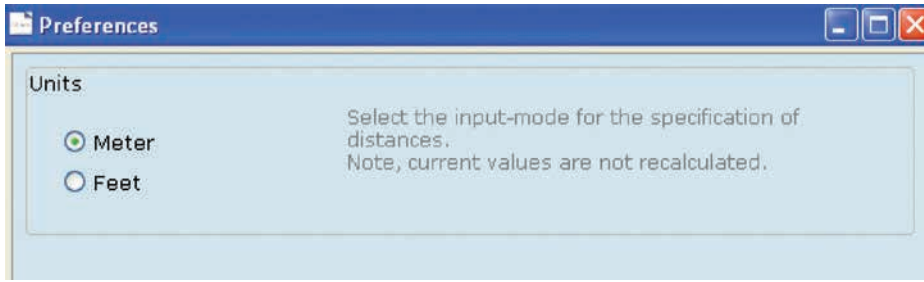 Preferences
Units
Meter
Feet
Select the input-mode for the specification of
distances.
Note, current values are not recalculated.